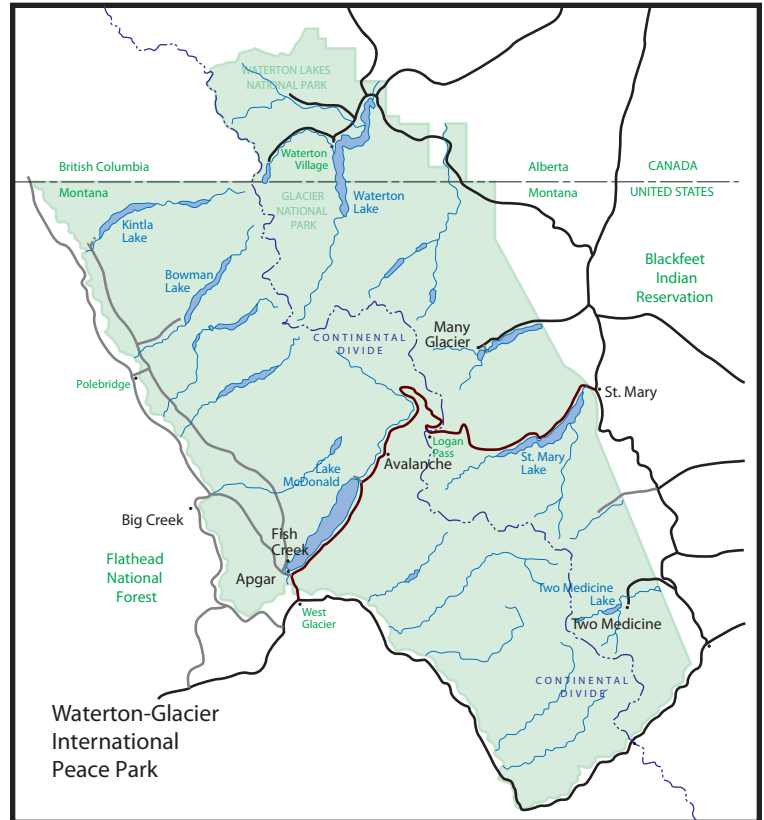 WATERTON LAKES
NATIONAL PARK
Waterton
Village
British Columbia
Alberta
CANADA
Montana
Montana
UNITED STATES
GLACIER
NATIONAL
PARK
Waterton
Lake
Kintla
Lake
Bowman
Lake
Blackfeet
Indian
Reservation
CONTINENTAL
DIVIDE
Many
Glacier
Polebridge
St. Mary
Logan
Pass
Avalanche
St. Mary
Lake
Lake
McDonald
Big Creek
Fish
Creek
Apgar
Flathead
National
Forest
West
Glacier
Two Medicine
Lake
Two Medicine
CONTINENTAL
DIVIDE
Waterton-Glacier
International
Peace Park